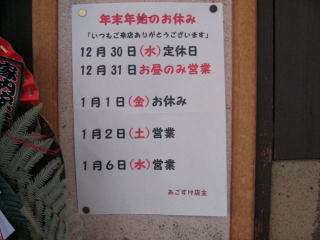 年末年始のお休み
「いつもご来店ありがとうございます」
12月30日(水)定休日
12月31日お昼のみ営業
1月1日(金)お休み
1月2日(土)営業
1月6日(水)営業
あごすけ店主